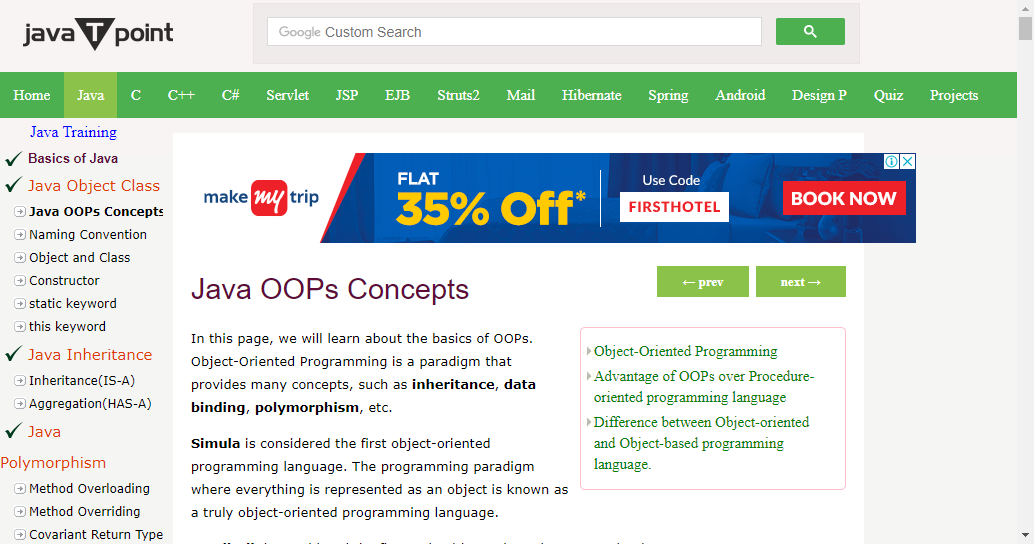 java T point
Google Custom Search
Home Java C C++ C# Servlet JSP EJB Struts2 Mail Hibernate Spring Android Design P Quiz Projects
Java Training
Basics of Java
Java Object Class
Java OOPs Concepts
Naming Convention
Object and Class
Constructor
static keyword
this keyword
Java Inheritance
Inheritance(IS-A)
Aggregation(HAS-A)
Java
Polymorphism
Method Overloading
Method Overriding
Covariant Return Type
make my trip
FLAT
35% Off*
Use Code
FIRSTHOTEL
BOOK NOW
Java OOPs Concepts
← prev
next →
In this page, we will learn about the basics of OOPs.
Object-Oriented Programming is a paradigm that
provides many concepts, such as inheritance, data
binding, polymorphism, etc.
Simula is considered the first object-oriented
programming language. The programming paradigm
where everything is represented as an object is known as
a truly object-oriented programming language.
Object-Oriented Programming
Advantage of OOPs over Procedure-
oriented programming language
Difference between Object-oriented
and Object-based programming
language.